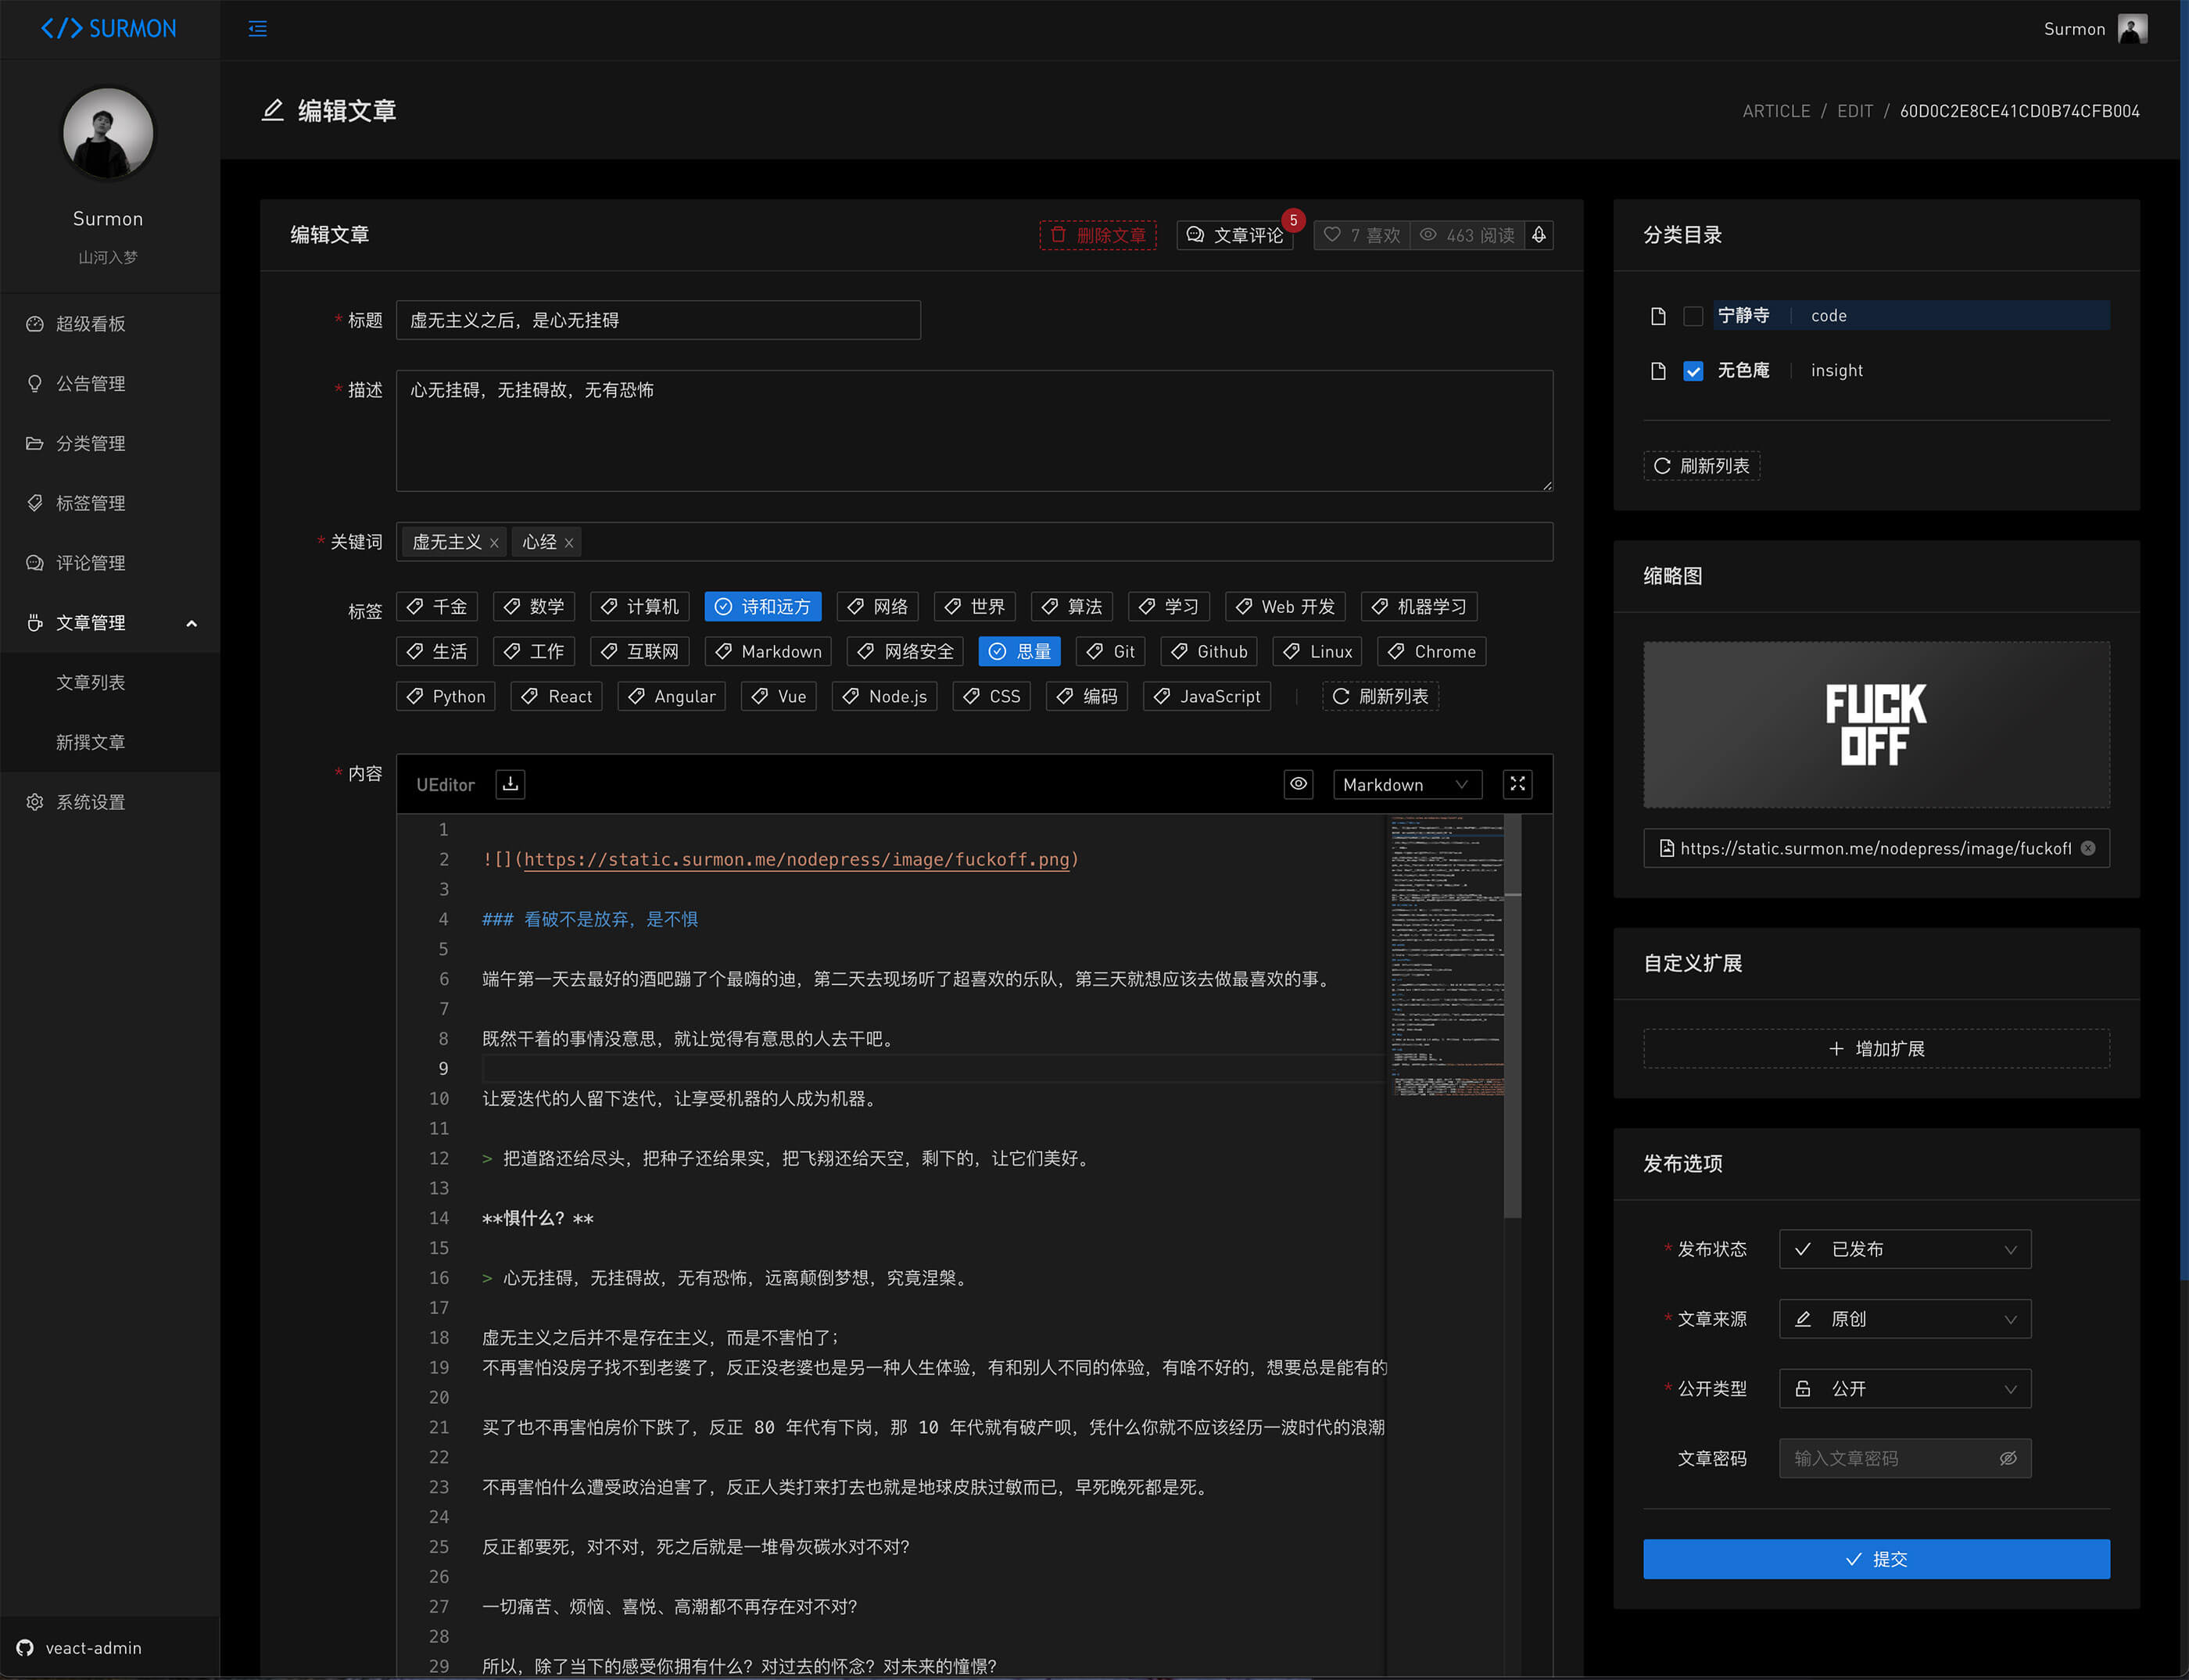 </> SURMON
Surmon
Surmon
山河入梦
超级看板
公告管理
分类管理
标签管理
评论管理
文章管理
文章列表
新撰文章
系统设置
veact-admin
编辑文章
ARTICLE / EDIT / 60D0C2E8CE41CD0B74CFB004
编辑文章
删除文章 文章评论 5 7 喜欢 463 阅读
* 标题 虚无主义之后，是心无挂碍
* 描述 心无挂碍，无挂碍故，无有恐怖
* 关键词 虚无主义 × 心经 ×
标签 千金 数学 计算机 诗和远方 网络 世界 算法 学习 Web 开发 机器学习
生活 工作 互联网 Markdown 网络安全 思量 Git Github Linux Chrome
Python React Angular Vue Node.js CSS 编码 JavaScript 刷新列表
* 内容 UEditor Markdown
1
2 ![](https://static.surmon.me/nodepress/image/fuckoff.png)
3
4 ### 看破不是放弃，是不惧
5
6 端午第一天去最好的酒吧蹦了个最嗨的迪，第二天去现场听了超喜欢的乐队，第三天就想应该去做最喜欢的事。
7
8 既然干着的事情没意思，就让觉得有意思的人去干吧。
9
10 让爱迭代的人留下迭代，让享受机器的人成为机器。
11
12 > 把道路还给尽头，把种子还给果实，把飞翔还给天空，剩下的，让它们美好。
13
14 **惧什么？**
15
16 > 心无挂碍，无挂碍故，无有恐怖，远离颠倒梦想，究竟涅槃。
17
18 虚无主义之后并不是存在主义，而是不害怕了；
19 不再害怕没房子找不到老婆了，反正没老婆也是另一种人生体验，有和别人不同的体验，有啥不好的，想要总是能有的
20
21 买了也不再害怕房价下跌了，反正 80 年代有下岗，那 10 年代就有破产呗，凭什么你就不应该经历一波时代的浪潮
22
23 不再害怕什么遭受政治迫害了，反正人类打来打去也就是地球皮肤过敏而已，早死晚死都是死。
24
25 反正都要死，对不对，死之后就是一堆骨灰碳水对不对？
26
27 一切痛苦、烦恼、喜悦、高潮都不再存在对不对？
28
29 所以，除了当下的感受你拥有什么？对过去的怀念？对未来的憧憬？
分类目录
宁静寺 code
无色庵 insight
刷新列表
缩略图
FUCK
OFF
https://static.surmon.me/nodepress/image/fuckof
自定义扩展
+ 增加扩展
发布选项
* 发布状态 已发布
* 文章来源 原创
* 公开类型 公开
文章密码 输入文章密码
提交